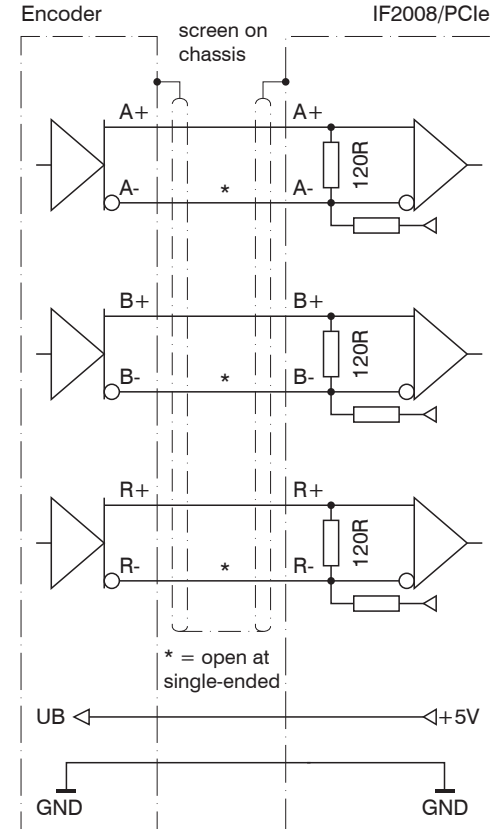 Encoder
IF2008/PCIe
screen on
chassis
A+
A+
120R
A-
*
A-
B+
B+
120R
B-
*
B-
R+
R+
120R
R-
*
R-
* = open at
single-ended
UB
+5V
GND
GND